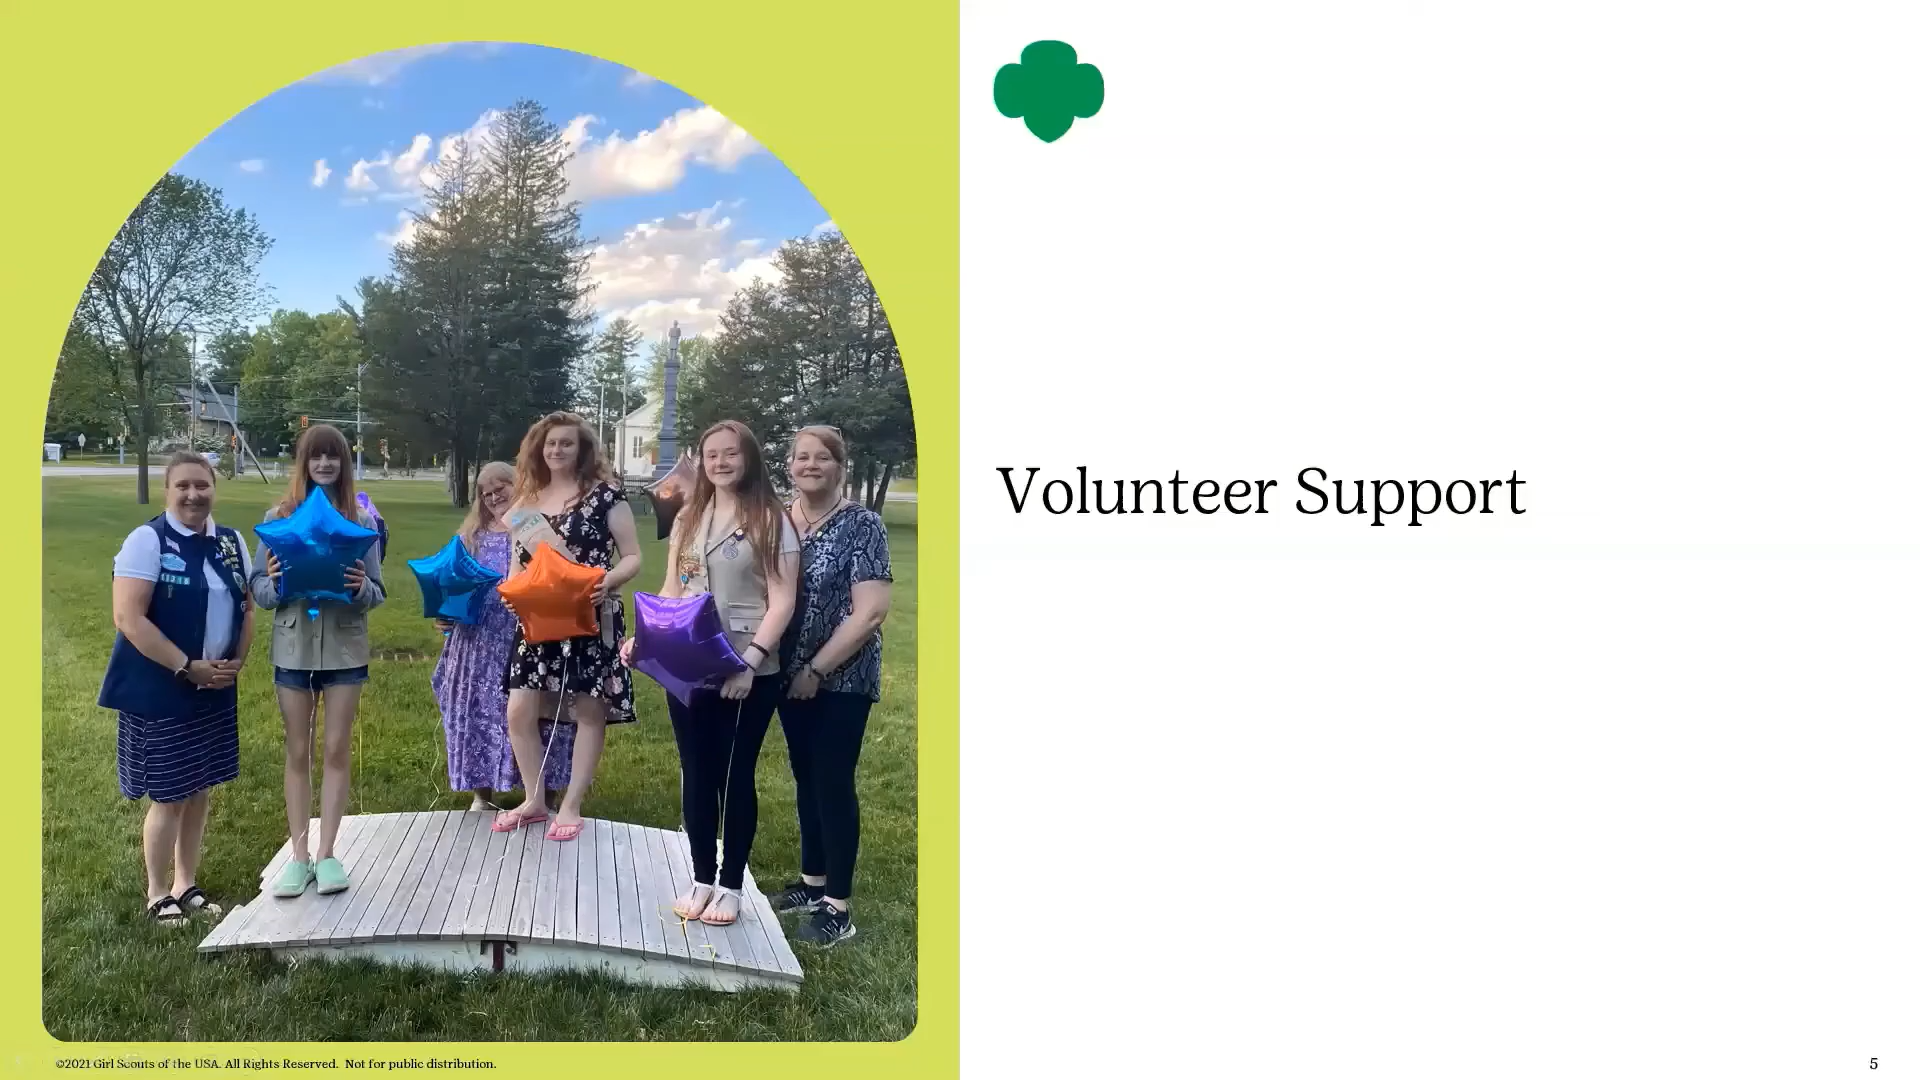 Volunteer Support
©2021 Girl Scouts of the USA. All Rights Reserved. Not for public distribution.
5